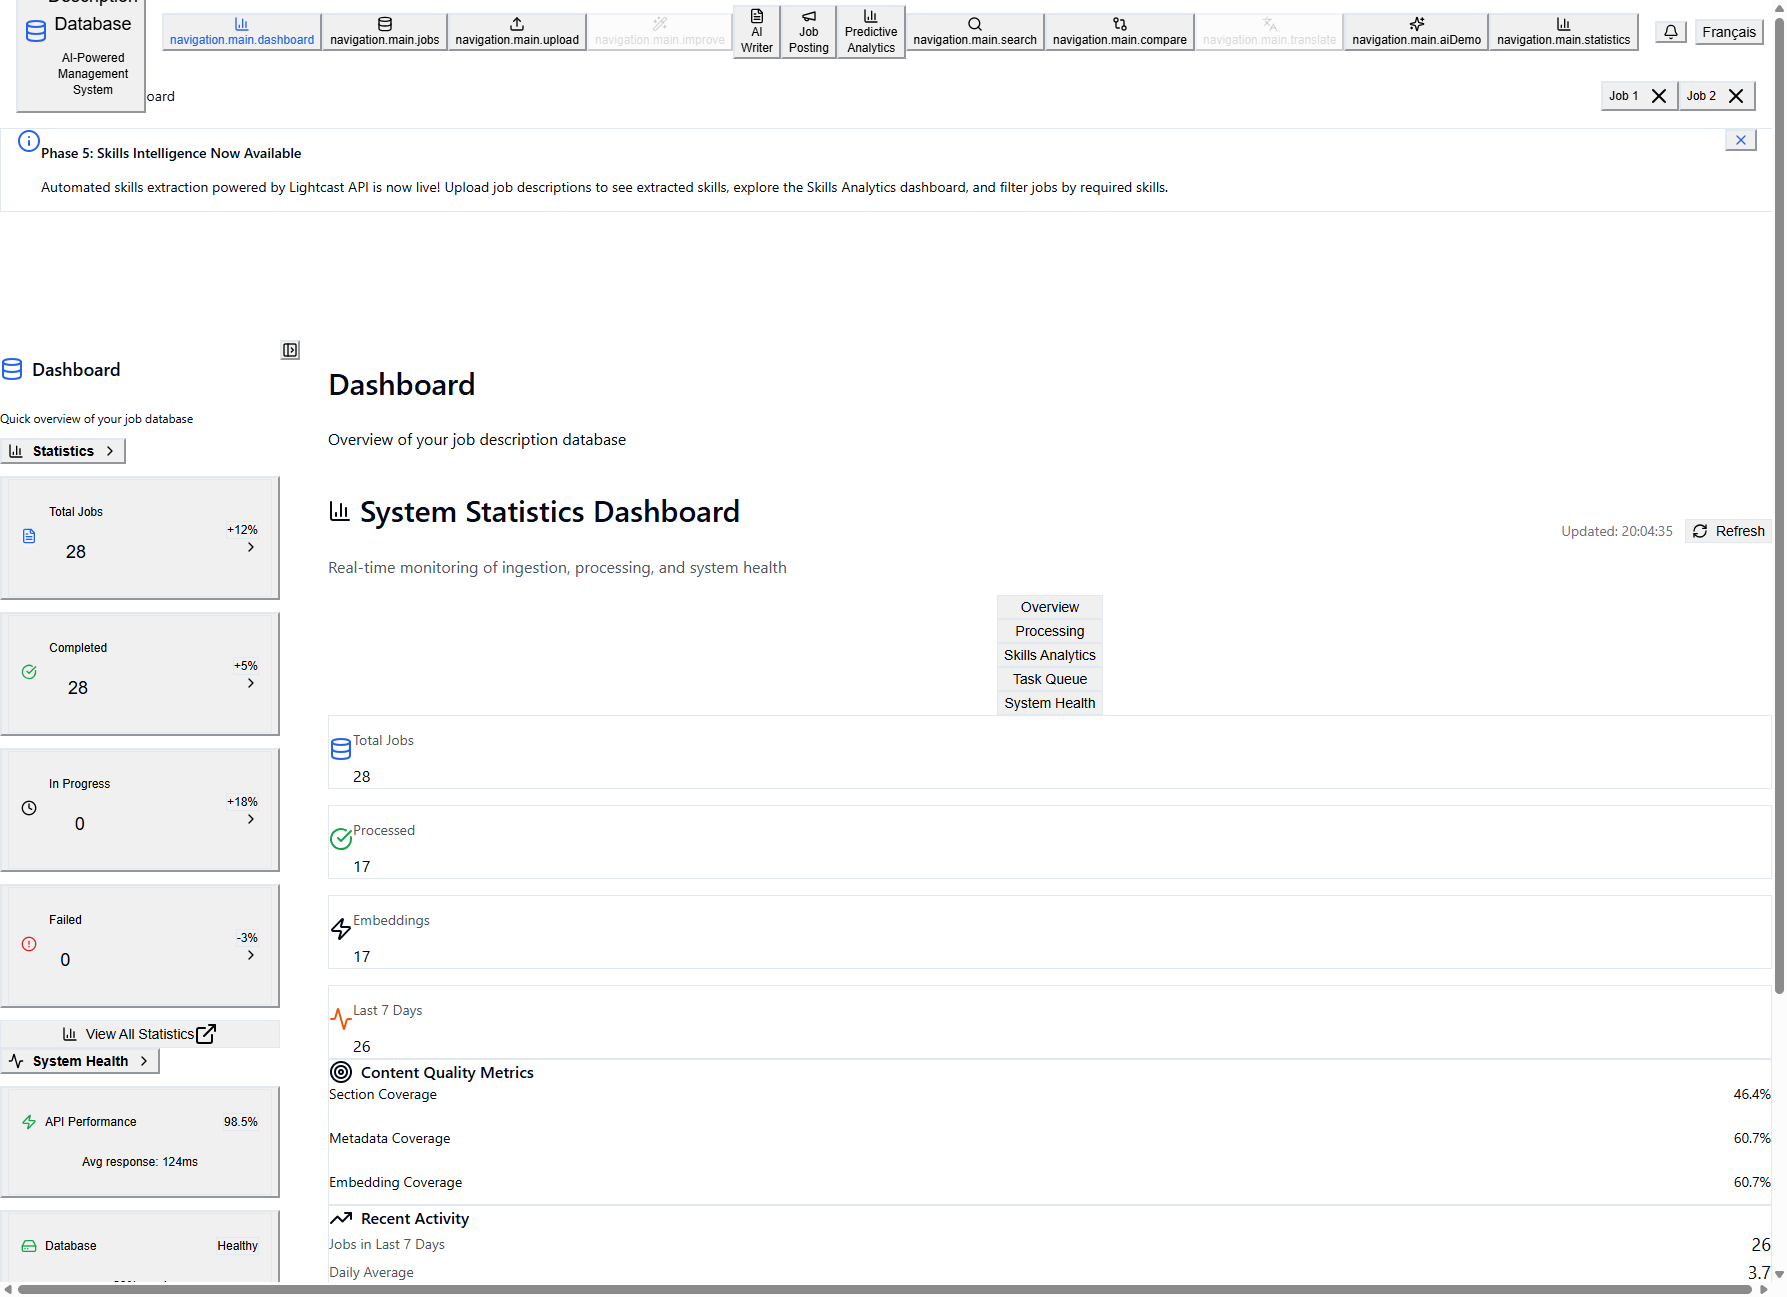 Description
Database
AI-Powered
Management
System
navigation.main.dashboard
navigation.main.jobs
navigation.main.upload
navigation.main.improve
AI
Writer
Job
Posting
Predictive
Analytics
navigation.main.search
navigation.main.compare
navigation.main.translate
navigation.main.aiDemo
navigation.main.statistics
Français
oard
Job 1
Job 2
Phase 5: Skills Intelligence Now Available
Automated skills extraction powered by Lightcast API is now live! Upload job descriptions to see extracted skills, explore the Skills Analytics dashboard, and filter jobs by required skills.
Dashboard
Quick overview of your job database
Statistics
Total Jobs
28
+12%
Completed
28
+5%
In Progress
0
+18%
Failed
0
-3%
View All Statistics
System Health
API Performance
98.5%
Avg response: 124ms
Database
Healthy
Dashboard
Overview of your job description database
System Statistics Dashboard
Updated: 20:04:35
Refresh
Real-time monitoring of ingestion, processing, and system health
Overview
Processing
Skills Analytics
Task Queue
System Health
Total Jobs
28
Processed
17
Embeddings
17
Last 7 Days
26
Content Quality Metrics
Section Coverage
46.4%
Metadata Coverage
60.7%
Embedding Coverage
60.7%
Recent Activity
Jobs in Last 7 Days
26
Daily Average
3.7